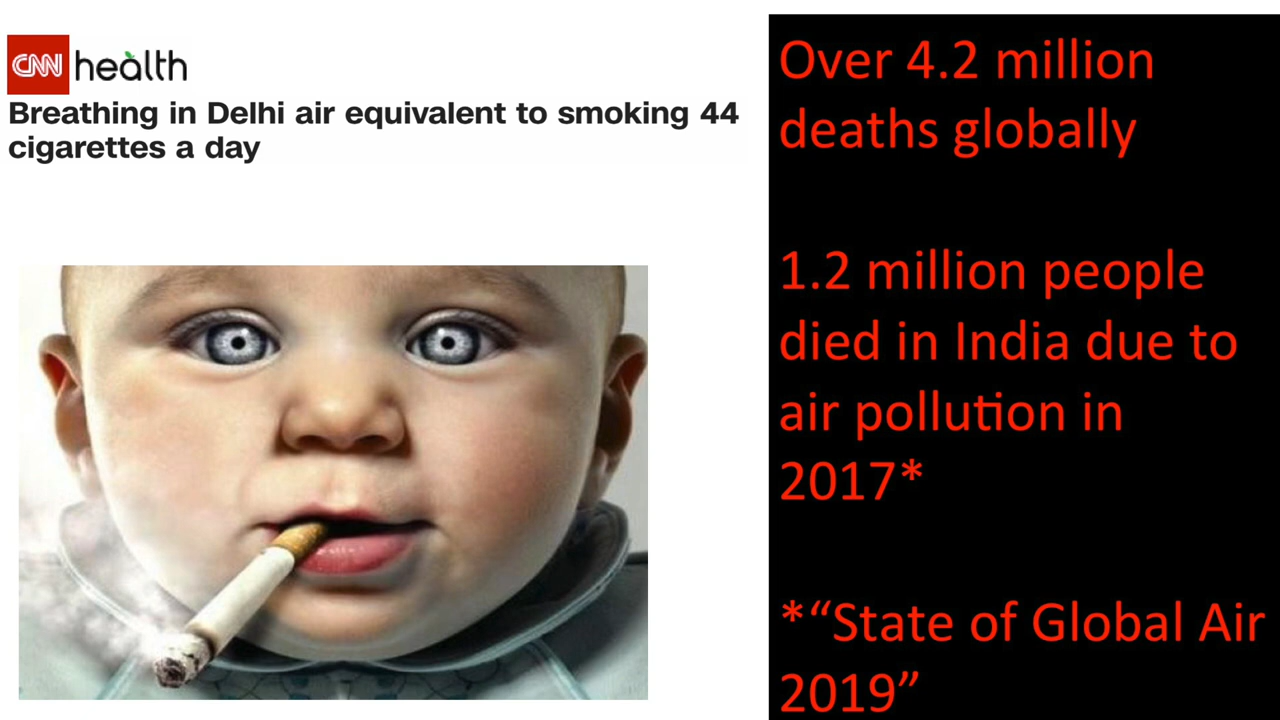 CNN health
Breathing in Delhi air equivalent to smoking 44
cigarettes a day
Over 4.2 million
deaths globally
1.2 million people
died in India due to
air pollution in
2017*
*“State of Global Air
2019”